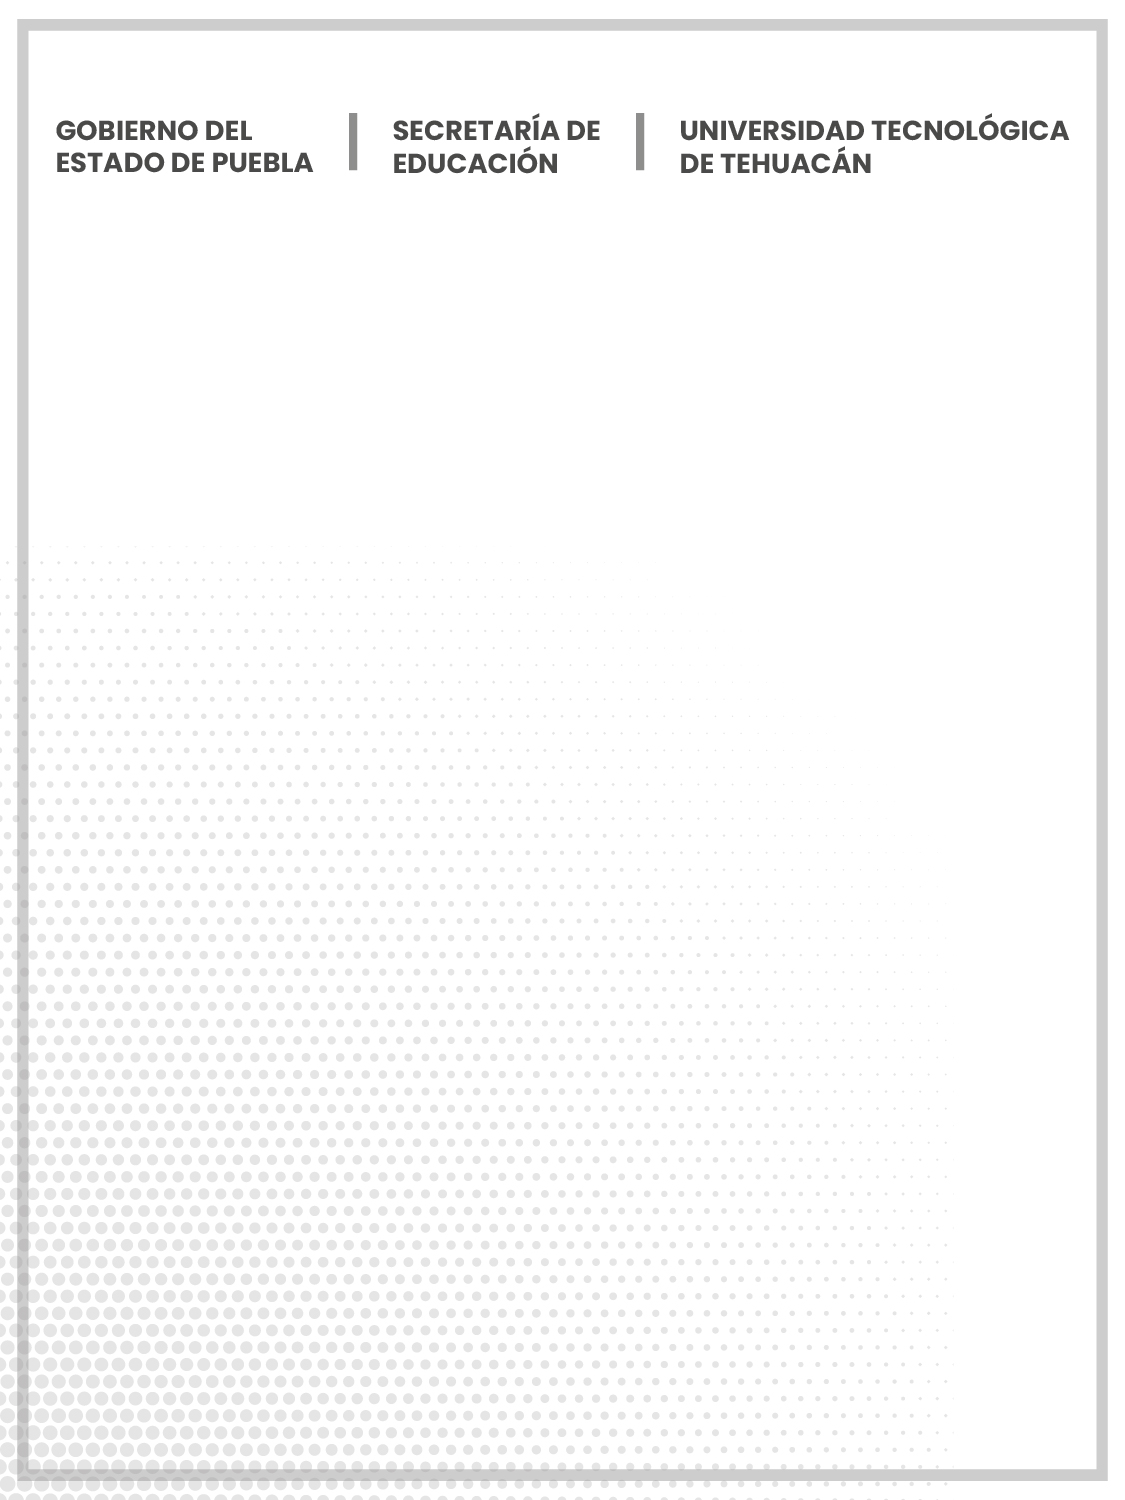 GOBIERNO DEL
ESTADO DE PUEBLA
SECRETARÍA DE
EDUCACIÓN
UNIVERSIDAD TECNOLÓGICA
DE TEHUACÁN